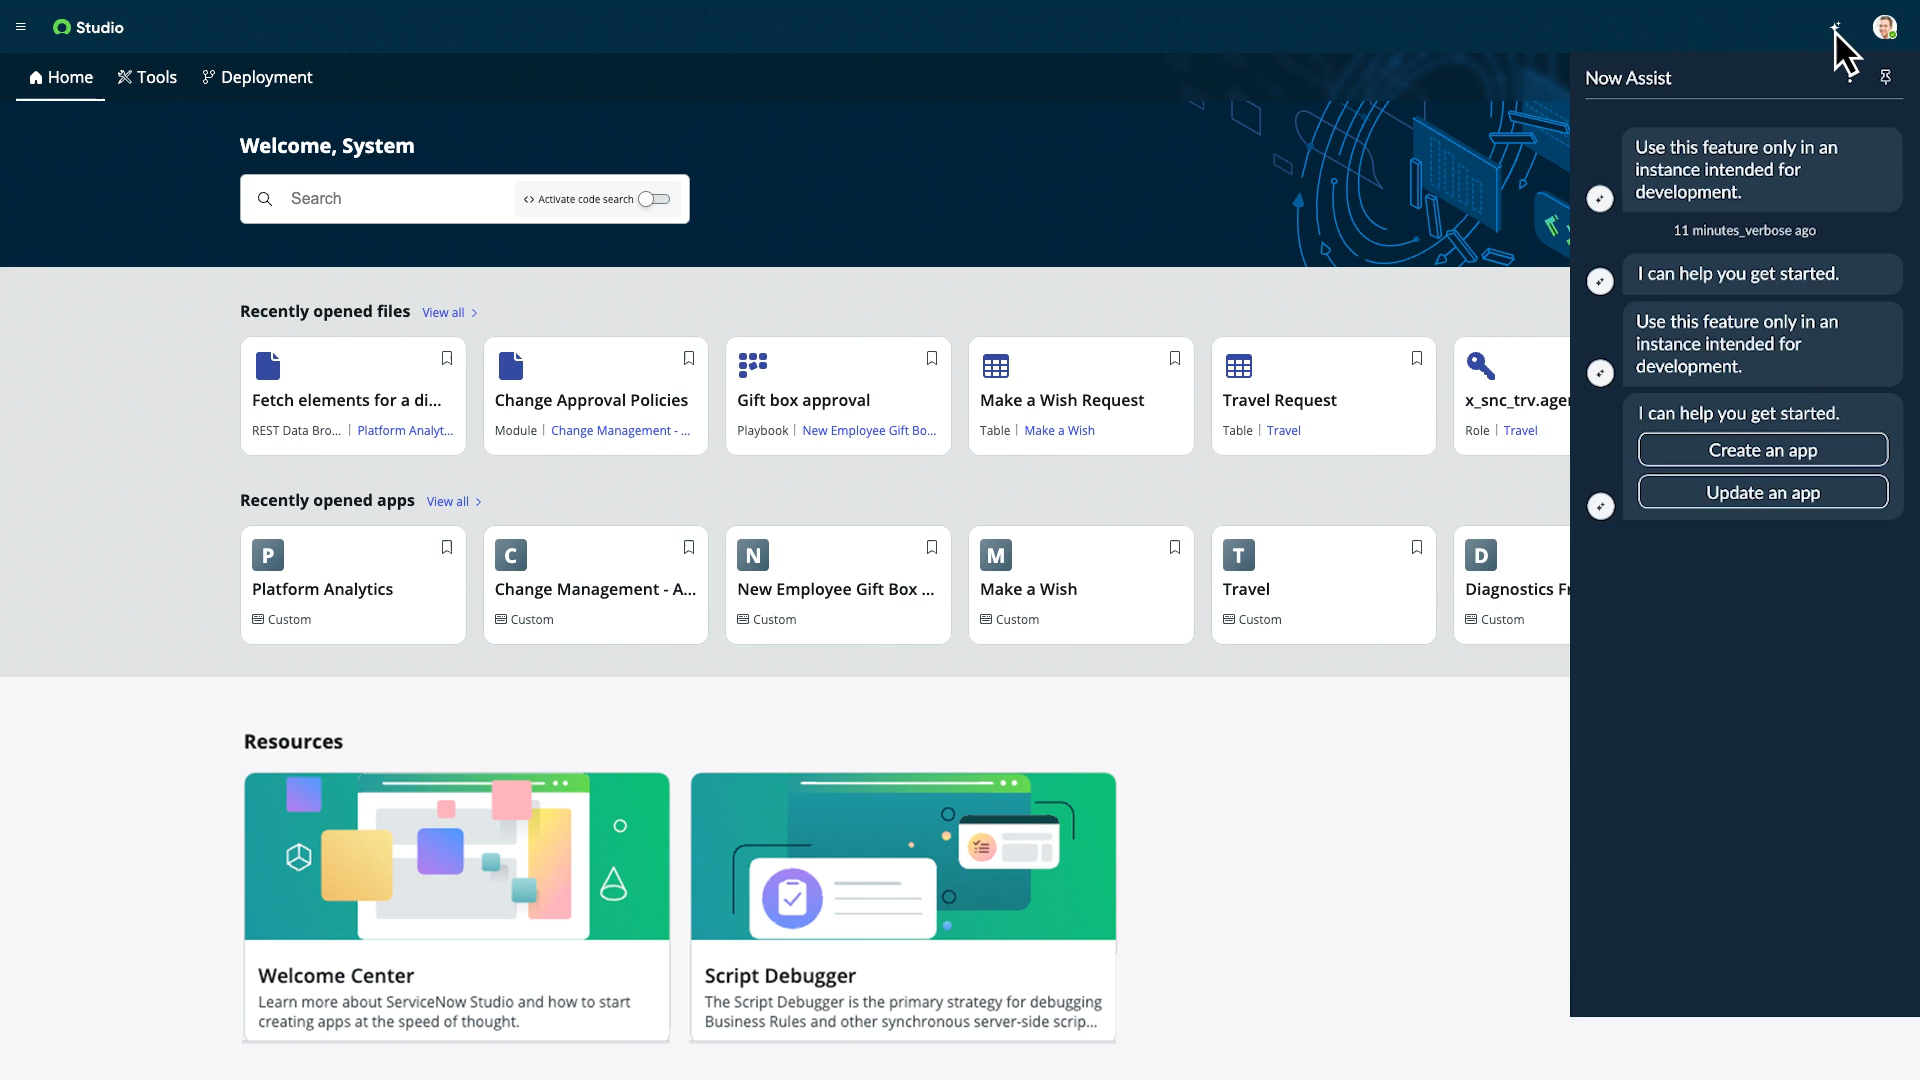 Studio
Home
Tools
Deployment
Welcome, System
Search
<> Activate code search
Recently opened files
View all >
Fetch elements for a di...
REST Data Bro... | Platform Analyt...
Change Approval Policies
Module | Change Management - ...
Gift box approval
Playbook | New Employee Gift Bo...
Make a Wish Request
Table | Make a Wish
Travel Request
Table | Travel
x_snc_trv.agen
Role | Travel
Recently opened apps
View all >
P
Platform Analytics
Custom
C
Change Management - A...
Custom
N
New Employee Gift Box ...
Custom
M
Make a Wish
Custom
T
Travel
Custom
D
Diagnostics Fr
Custom
Resources
Welcome Center
Learn more about ServiceNow Studio and how to start
creating apps at the speed of thought.
Script Debugger
The Script Debugger is the primary strategy for debugging
Business Rules and other synchronous server-side scrip...
Now Assist
Use this feature only in an
instance intended for
development.
11 minutes_verbose ago
I can help you get started.
Use this feature only in an
instance intended for
development.
I can help you get started.
Create an app
Update an app